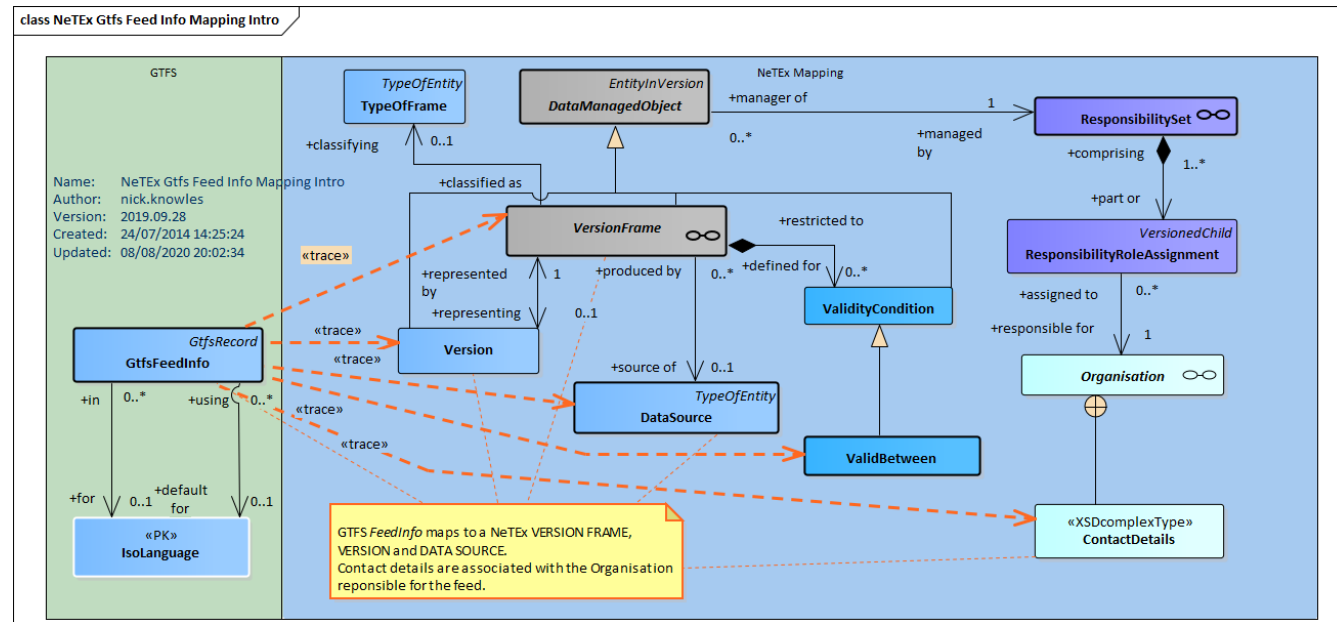 class NeTEx Gtfs Feed Info Mapping Intro
GTFS
NeTEx Mapping
Name: NeTEx Gtfs Feed Info Mapping Intro
Author: nick.knowles
Version: 2019.09.28
Created: 24/07/2014 14:25:24
Updated: 08/08/2020 20:02:34
TypeOfEntity
TypeOfFrame
EntityInVersion
DataManagedObject
+manager of
1
0..*
+managed
by
ResponsibilitySet
+classifying
0..1
+comprising
1..*
+classified as
+part or
VersionedChild
ResponsibilityRoleAssignment
VersionFrame
+restricted to
«trace»
+represented
by
1
+produced by
0..*
+defined for
0..*
+representing
0..1
ValidityCondition
+assigned to
0..*
+responsible for
1
GtfsRecord
GtfsFeedInfo
«trace»
Version
«trace»
+source of
0..1
Organisation
TypeOfEntity
DataSource
+in
0..*
+using
0..*
«trace»
«trace»
ValidBetween
+for
0..1
+default
for
0..1
«PK»
IsoLanguage
GTFS FeedInfo maps to a NeTEx VERSION FRAME,
VERSION and DATA SOURCE.
Contact details are associated with the Organisation
reponsible for the feed.
«XSDcomplexType»
ContactDetails